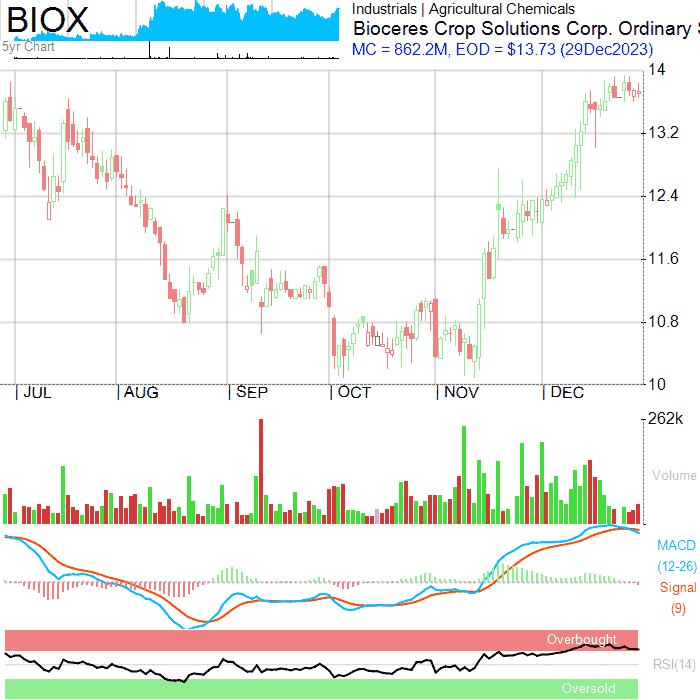 BIOX
5yr Chart
Industrials | Agricultural Chemicals
Bioceres Crop Solutions Corp. Ordinary S
MC = 862.2M, EOD = $13.73 (29Dec2023)
14
13.2
12.4
11.6
10.8
10
JUL AUG SEP OCT NOV DEC
262k
Volume
MACD
(12-26)
Signal
(9)
Overbought
RSI(14)
Oversold